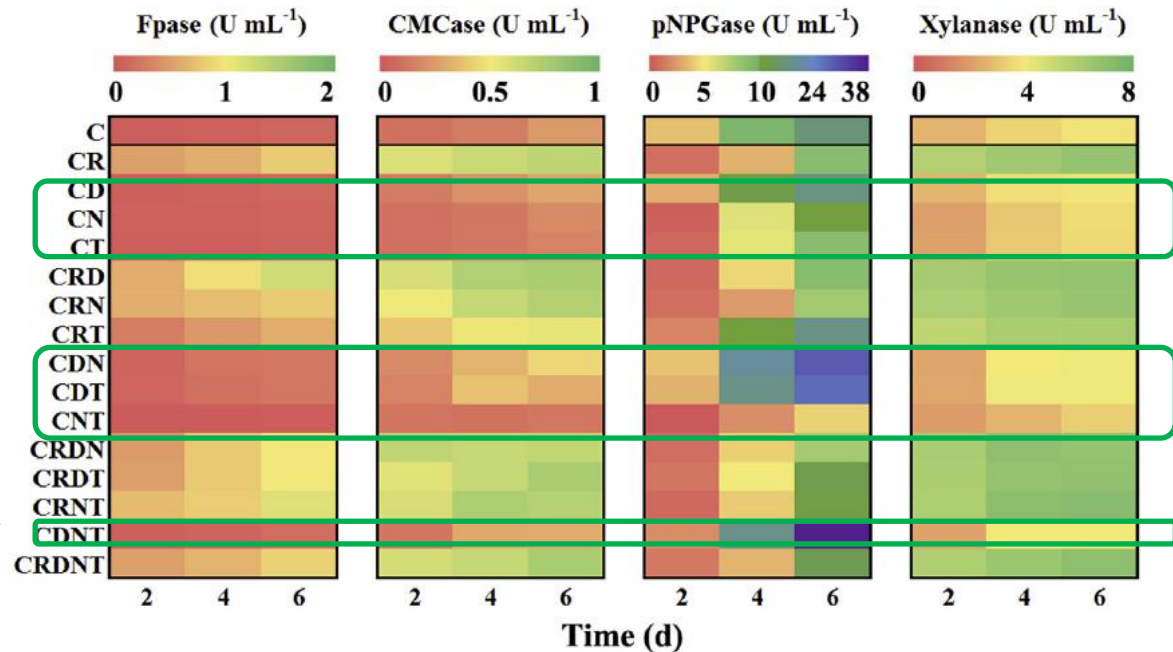 Fpase (U mL⁻¹) CMCase (U mL⁻¹) pNPGase (U mL⁻¹) Xylanase (U mL⁻¹)
0 1 2 0 0.5 1 0 5 10 24 38 0 4 8
C
CR
CD
CN
CT
CRD
CRN
CRT
CDN
CDT
CNT
CRDN
CRDT
CRNT
CDNT
CRDNT
2 4 6 2 4 6 2 4 6 2 4 6
Time (d)